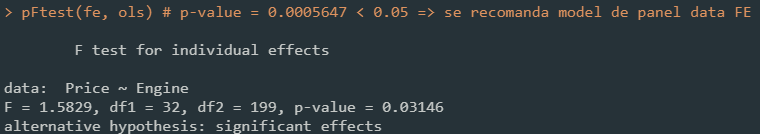 > pFtest(fe, ols) # p-value = 0.0005647 < 0.05 => se recomanda model de panel data FE
F test for individual effects
data:  Price ~ Engine
F = 1.5829, df1 = 32, df2 = 199, p-value = 0.03146
alternative hypothesis: significant effects